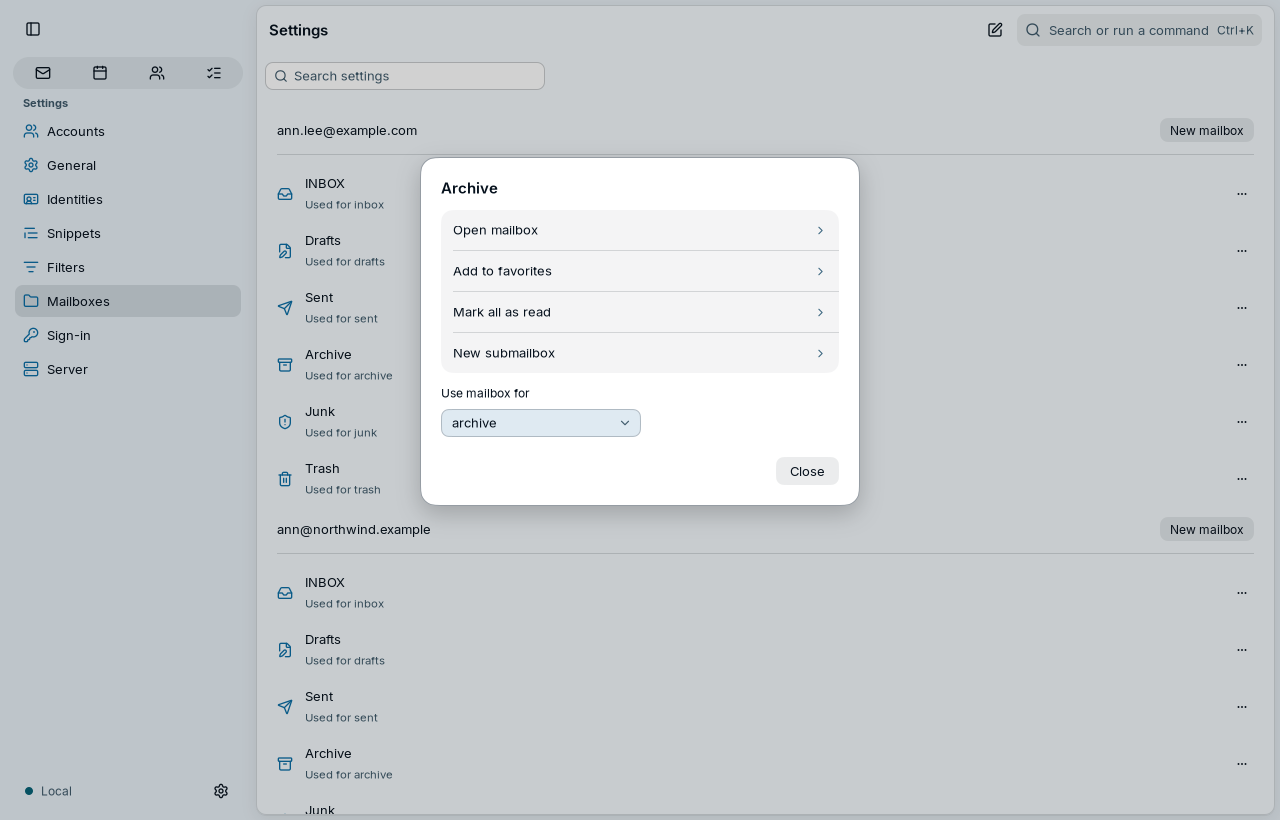 Settings
Accounts
General
Identities
Snippets
Filters
Mailboxes
Sign-in
Server
Local
Settings
Search or run a command Ctrl+K
Search settings
ann.lee@example.com
New mailbox
INBOX
Used for inbox
Drafts
Used for drafts
Sent
Used for sent
Archive
Used for archive
Junk
Used for junk
Trash
Used for trash
Archive
Open mailbox
Add to favorites
Mark all as read
New submailbox
Use mailbox for
archive
Close
ann@northwind.example
New mailbox
INBOX
Used for inbox
Drafts
Used for drafts
Sent
Used for sent
Archive
Used for archive
Junk